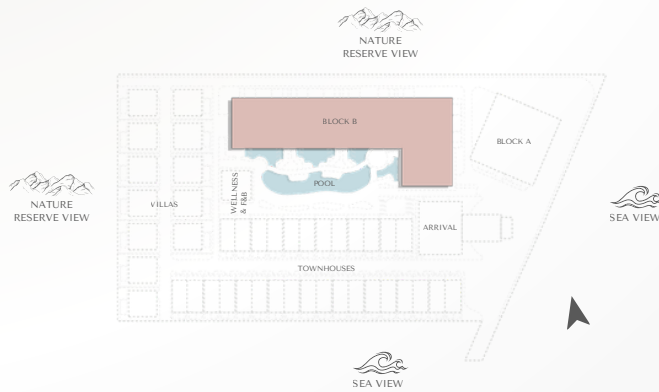 NATURE
RESERVE VIEW
BLOCK B
BLOCK A
POOL
NATURE
RESERVE VIEW
VILLAS
WELLNESS
& F&B
SEA VIEW
ARRIVAL
TOWNHOUSES
SEA VIEW